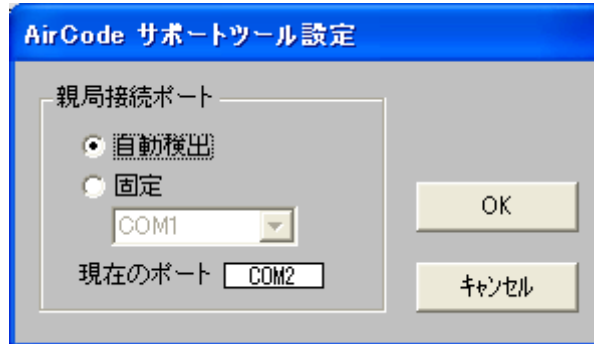 AirCode サポートツール設定
親局接続ポート
自動検出
固定
COM1
現在のポート COM2
OK
キャンセル